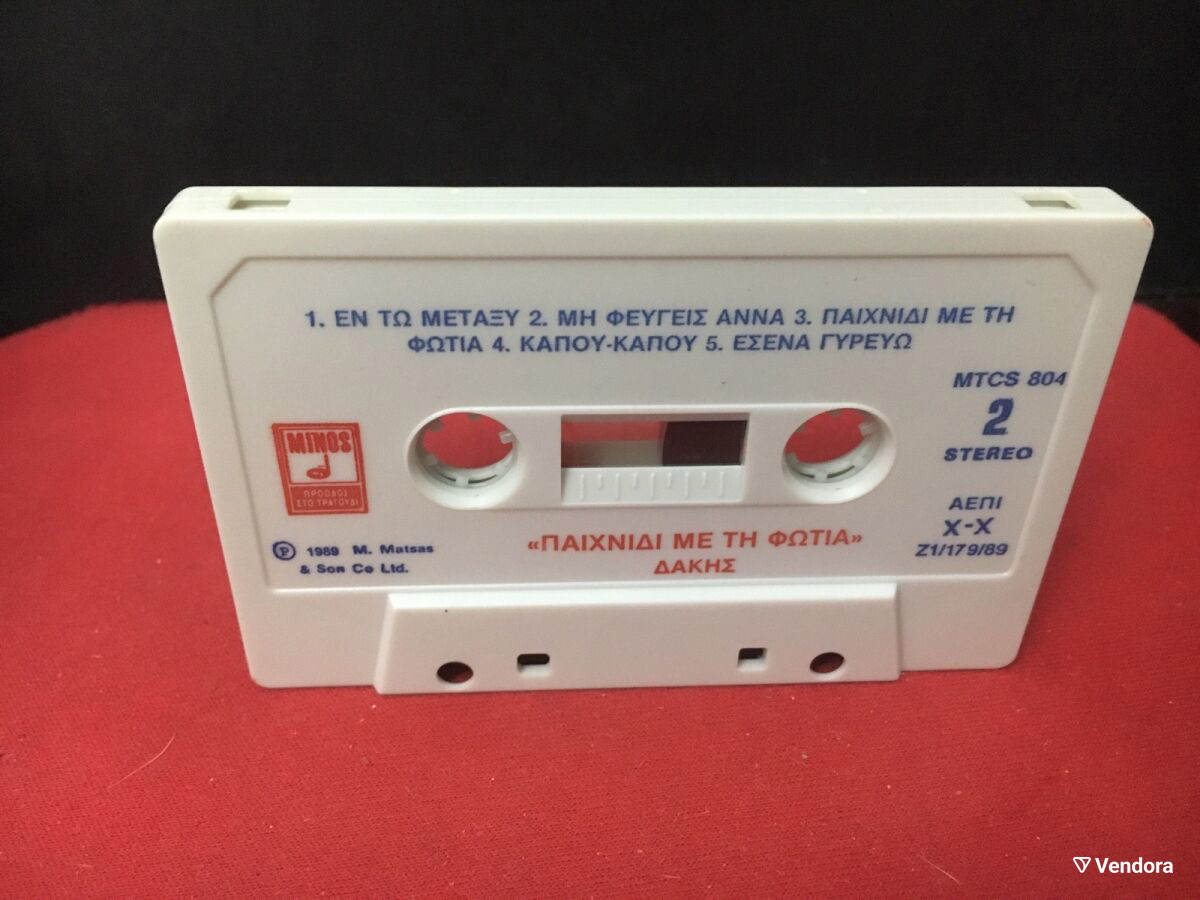 1. ΕΝ ΤΩ ΜΕΤΑΞΥ 2. ΜΗ ΦΕΥΓΕΙΣ ΑΝΝΑ 3. ΠΑΙΧΝΙΔΙ ΜΕ ΤΗ
ΦΩΤΙΑ 4. ΚΑΠΟΥ-ΚΑΠΟΥ 5. ΕΣΕΝΑ ΓΥΡΕΥΩ
MTCS 804
2
STEREO
MINOS
ΠΡΟΟΔΟΣ
ΣΤΟ ΤΡΑΓΟΥΔΙ
ΑΕΠΙ
X-X
Z1/179/89
℗ 1989 M. Matsas
& Son Co Ltd.
«ΠΑΙΧΝΙΔΙ ΜΕ ΤΗ ΦΩΤΙΑ»
ΔΑΚΗΣ
Vendora